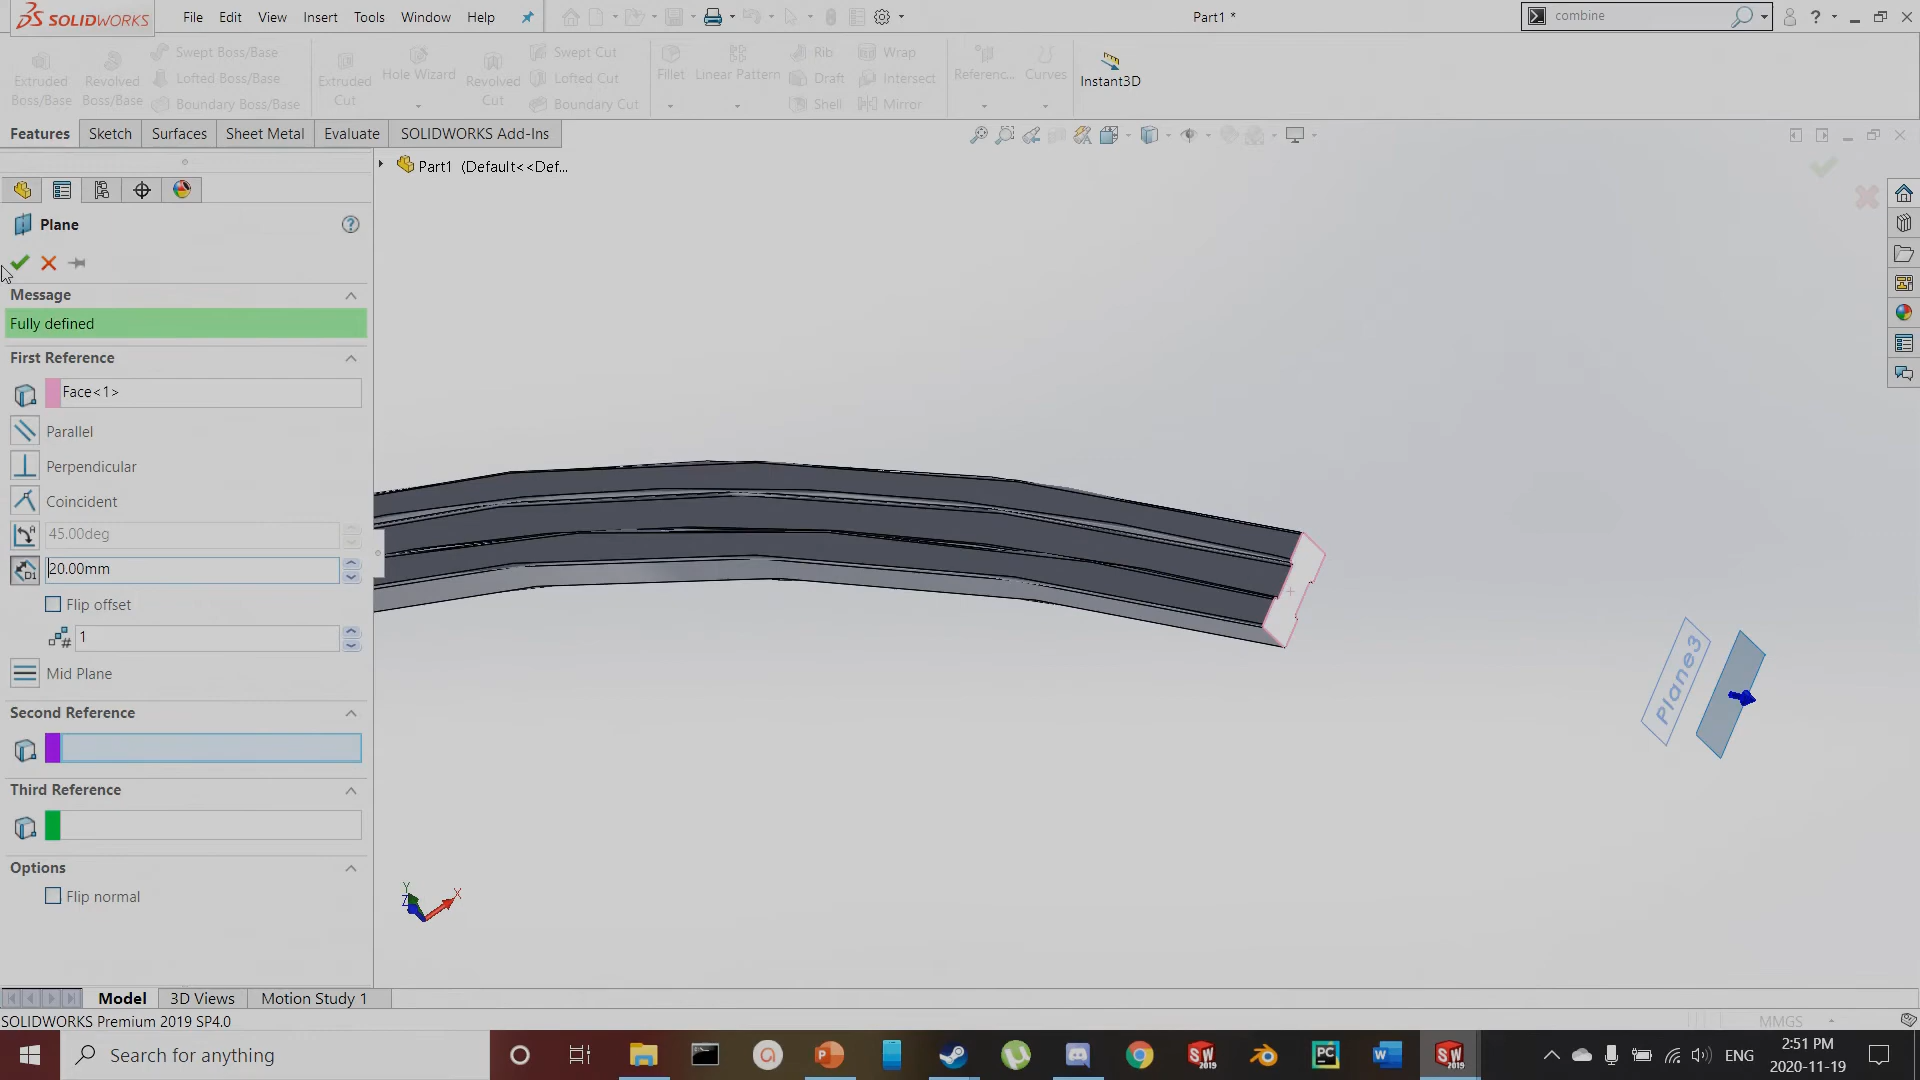 SOLIDWORKS
File Edit View Insert Tools Window Help
Part1 *
combine
Extruded Boss/Base
Revolved Boss/Base
Swept Boss/Base
Lofted Boss/Base
Boundary Boss/Base
Extruded Cut
Hole Wizard
Revolved Cut
Swept Cut
Lofted Cut
Boundary Cut
Fillet
Linear Pattern
Rib
Draft
Shell
Wrap
Intersect
Mirror
Referenc...
Curves
Instant3D
Features Sketch Surfaces Sheet Metal Evaluate SOLIDWORKS Add-Ins
Part1 (Default<<Def...
Plane
Message
Fully defined
First Reference
Face<1>
Parallel
Perpendicular
Coincident
45.00deg
20.00mm
Flip offset
1
Mid Plane
Second Reference
Third Reference
Options
Flip normal
Plane3
Y
Z
X
Model 3D Views Motion Study 1
SOLIDWORKS Premium 2019 SP4.0
MMGS
Search for anything
ENG
2:51 PM
2020-11-19